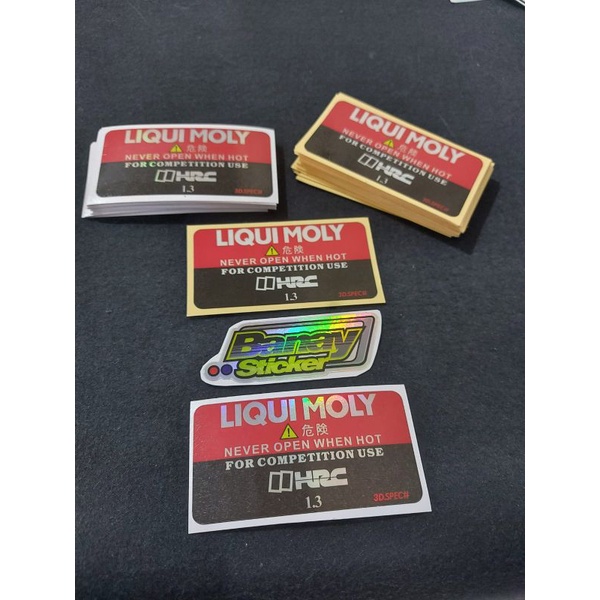 LIQUI MOLY
危険
NEVER OPEN WHEN HOT
FOR COMPETITION USE
HRC
1.3
3D.SPEC®
LIQUI MOLY
危険
NEVER OPEN WHEN HOT
FOR COMPETITION USE
HRC
1.3
LIQUI MOLY
危険
NEVER OPEN WHEN HOT
FOR COMPETITION USE
HRC
1.3
3D.SPEC®
Banay
Sticker
LIQUI MOLY
危険
NEVER OPEN WHEN HOT
FOR COMPETITION USE
HRC
1.3
3D.SPEC®